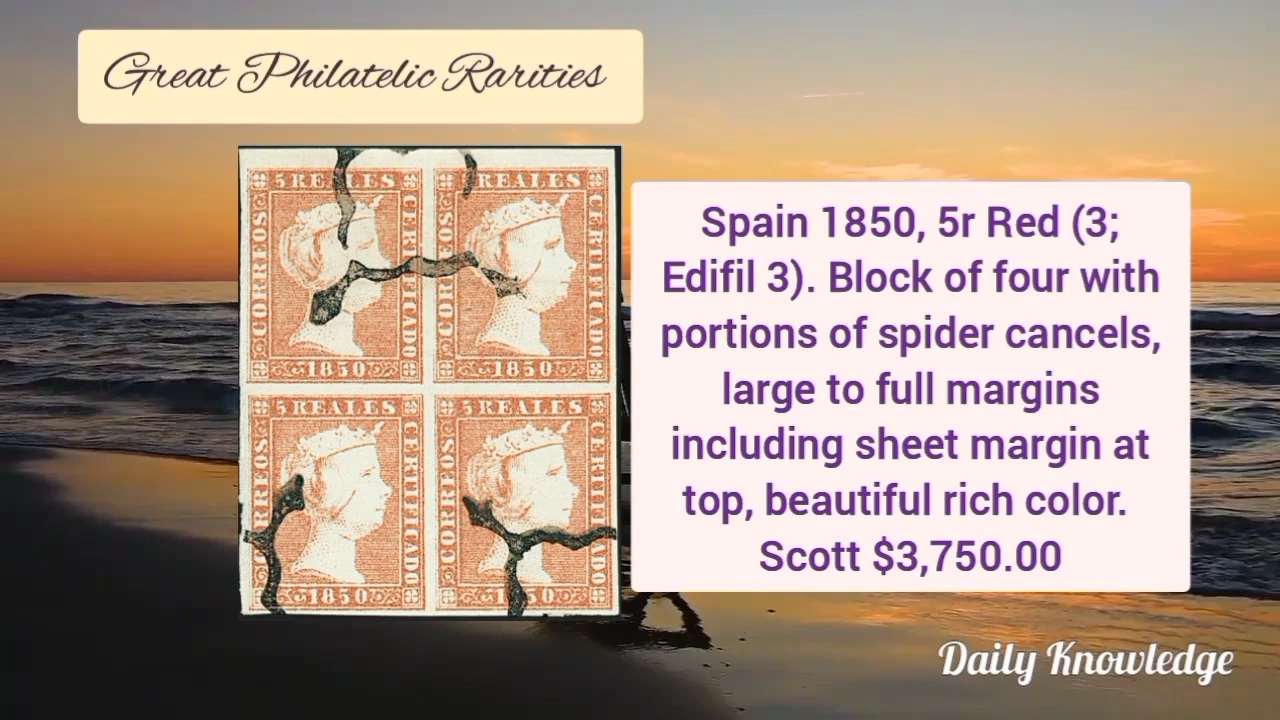 Great Philatelic Rarities
5 REALES
CORREOS
CERTIFICADO
1850
REALES
CORREOS
CERTIFICADO
1850
5 REALES
CORREOS
CERTIFICADO
1850
5 REALES
CORREOS
CERTIFICADO
Spain 1850, 5r Red (3;
Edifil 3). Block of four with
portions of spider cancels,
large to full margins
including sheet margin at
top, beautiful rich color.
Scott $3,750.00
Daily Knowledge